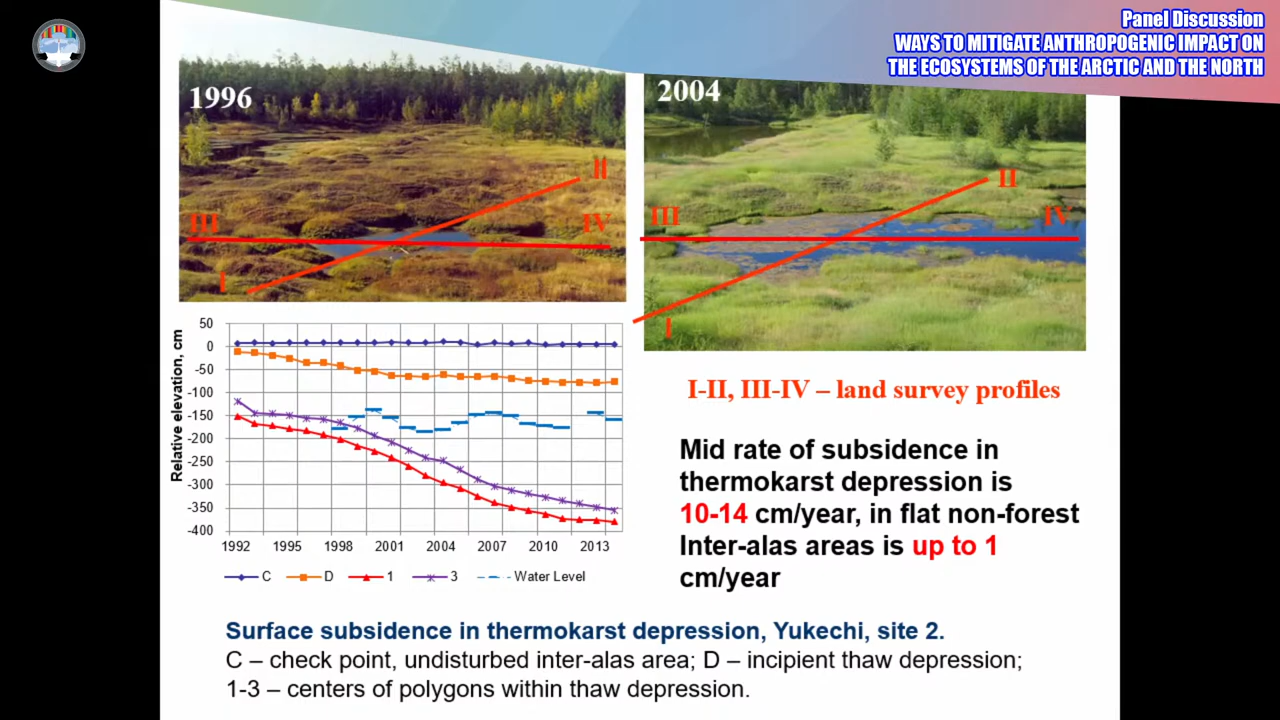 Panel Discussion
WAYS TO MITIGATE ANTHROPOGENIC IMPACT ON
THE ECOSYSTEMS OF THE ARCTIC AND THE NORTH
1996
II
III
IV
I
2004
II
III
IV
I
Relative elevation, cm
50
0
-50
-100
-150
-200
-250
-300
-350
-400
1992 1995 1998 2001 2004 2007 2010 2013
C D 1 3 Water Level
I-II, III-IV – land survey profiles
Mid rate of subsidence in
thermokarst depression is
10-14 cm/year, in flat non-forest
Inter-alas areas is up to 1
cm/year
Surface subsidence in thermokarst depression, Yukechi, site 2.
C – check point, undisturbed inter-alas area; D – incipient thaw depression;
1-3 – centers of polygons within thaw depression.